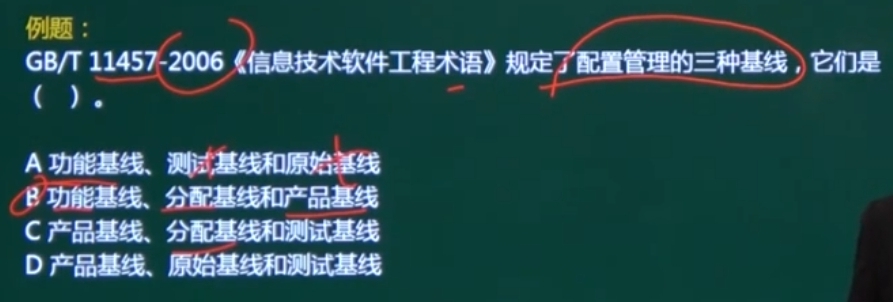 例题：
GB/T 11457-2006《信息技术软件工程术语》规定了配置管理的三种基线，它们是
（ ）。
A 功能基线、测试基线和原始基线
B 功能基线、分配基线和产品基线
C 产品基线、分配基线和测试基线
D 产品基线、原始基线和测试基线